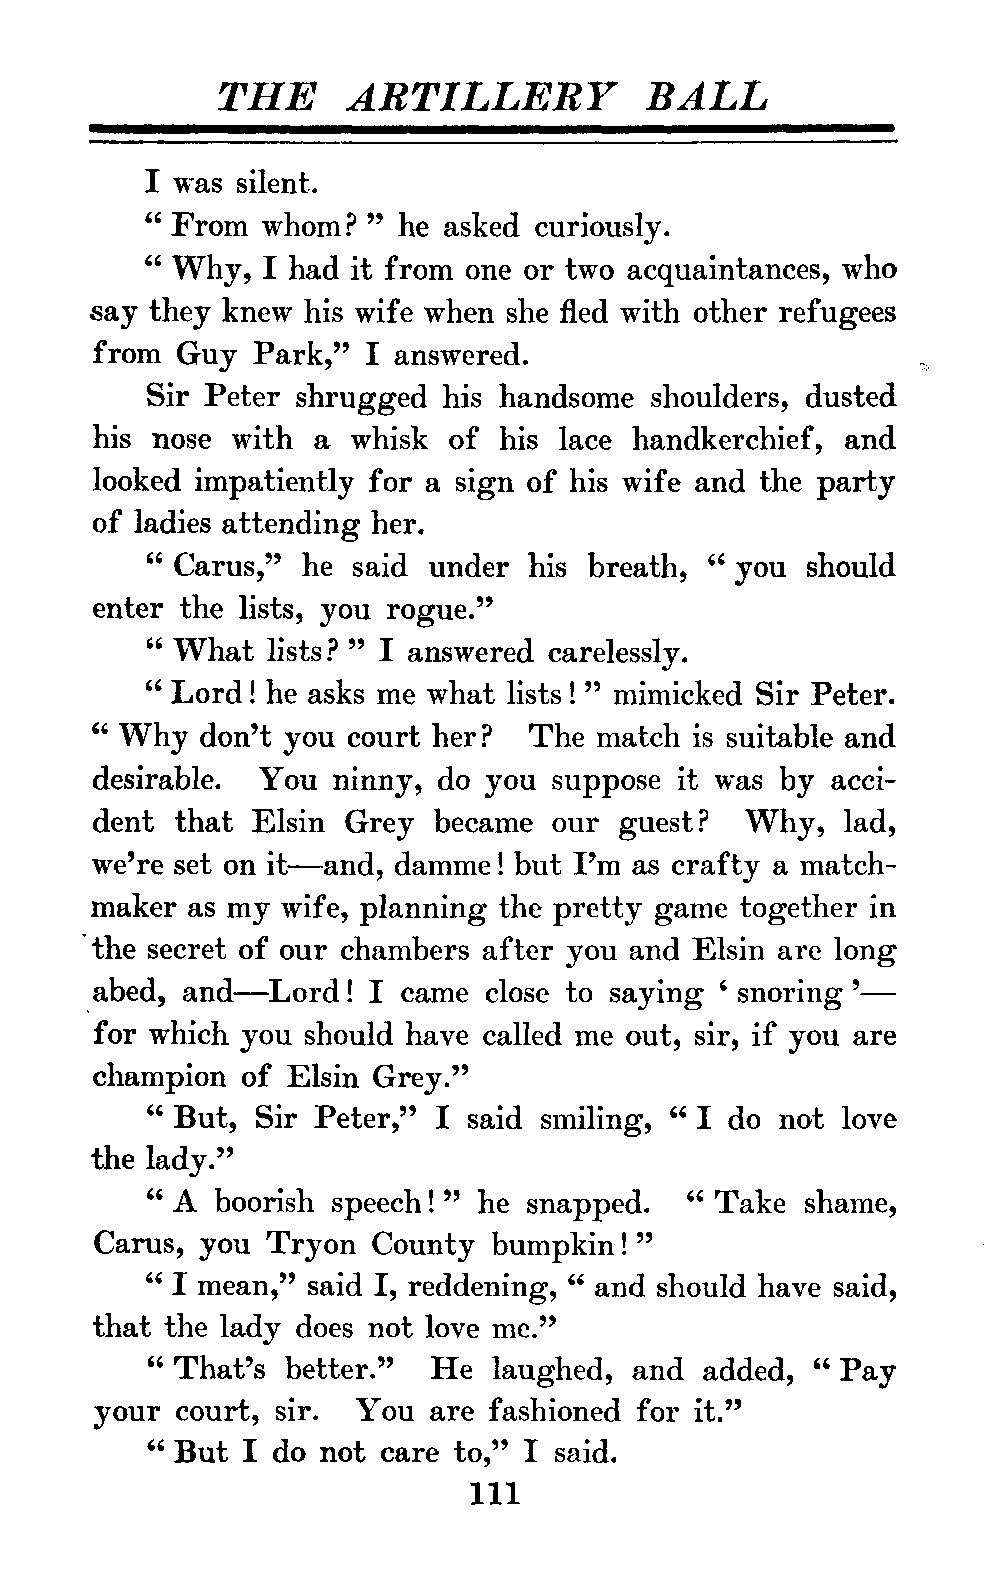 THE ARTILLERY BALL
I was silent.
“ From whom? ” he asked curiously.
“ Why, I had it from one or two acquaintances, who
say they knew his wife when she fled with other refugees
from Guy Park,” I answered.
Sir Peter shrugged his handsome shoulders, dusted
his nose with a whisk of his lace handkerchief, and
looked impatiently for a sign of his wife and the party
of ladies attending her.
“ Carus,” he said under his breath, “ you should
enter the lists, you rogue.”
“ What lists? ” I answered carelessly.
“ Lord! he asks me what lists! ” mimicked Sir Peter.
“ Why don’t you court her? The match is suitable and
desirable. You ninny, do you suppose it was by acci-
dent that Elsin Grey became our guest? Why, lad,
we’re set on it—and, damme! but I’m as crafty a match-
maker as my wife, planning the pretty game together in
the secret of our chambers after you and Elsin are long
abed, and—Lord! I came close to saying ‘ snoring ’—
for which you should have called me out, sir, if you are
champion of Elsin Grey.”
“ But, Sir Peter,” I said smiling, “ I do not love
the lady.”
“ A boorish speech! ” he snapped. “ Take shame,
Carus, you Tryon County bumpkin! ”
“ I mean,” said I, reddening, “ and should have said,
that the lady does not love me.”
“ That’s better.” He laughed, and added, “ Pay
your court, sir. You are fashioned for it.”
“ But I do not care to,” I said.
111